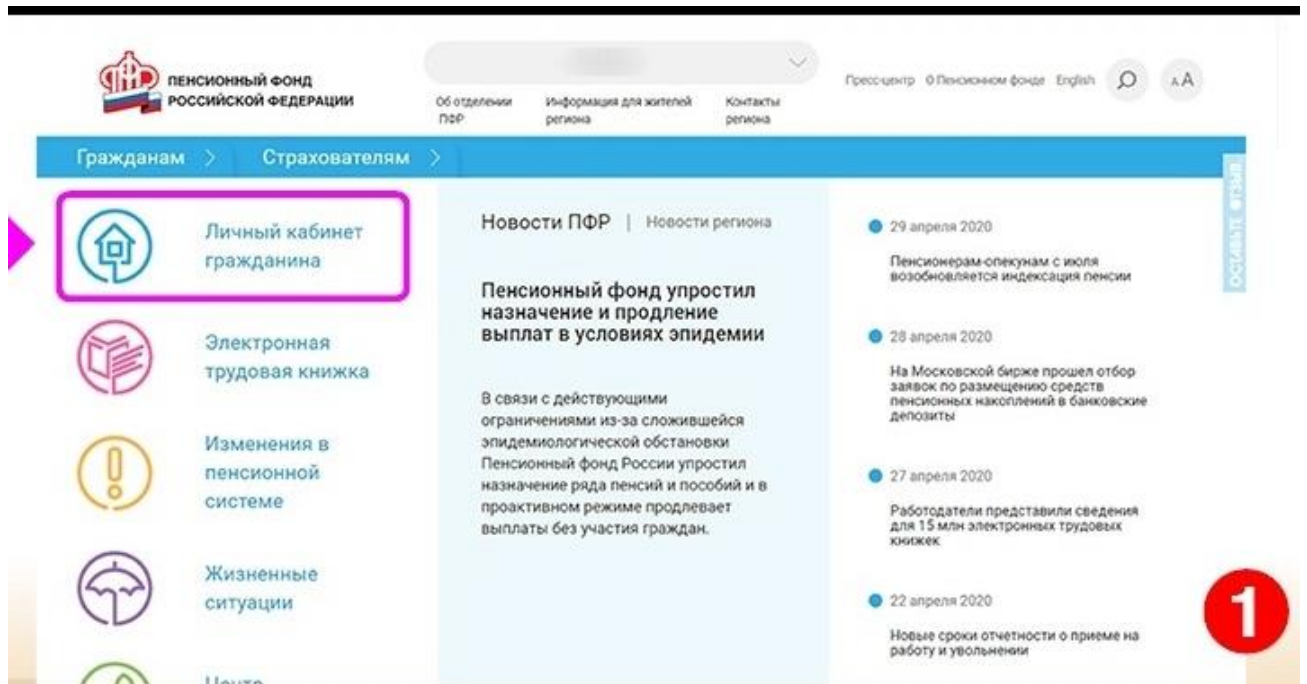 ПЕНСИОННЫЙ ФОНД
РОССИЙСКОЙ ФЕДЕРАЦИИ
Об отделении
ПФР
Информация для жителей
региона
Контакты
региона
Пресс-центр О Пенсионном фонде English
AA
Гражданам > Страхователям >
Личный кабинет
гражданина
Электронная
трудовая книжка
Изменения в
пенсионной
системе
Жизненные
ситуации
Центр
Новости ПФР | Новости региона
Пенсионный фонд упростил
назначение и продление
выплат в условиях эпидемии
В связи с действующими
ограничениями из-за сложившейся
эпидемиологической обстановки
Пенсионный фонд России упростил
назначение ряда пенсий и пособий и в
проактивном режиме продлевает
выплаты без участия граждан.
29 апреля 2020
Пенсионерам-опекунам с июля
возобновляется индексация пенсии
28 апреля 2020
На Московской бирже прошел отбор
заявок по размещению средств
пенсионных накоплений в банковские
депозиты
27 апреля 2020
Работодатели представили сведения
для 15 млн электронных трудовых
книжек
22 апреля 2020
Новые сроки отчетности о приеме на
работу и увольнении
ОСТАВЬТЕ ОТЗЫВ
1